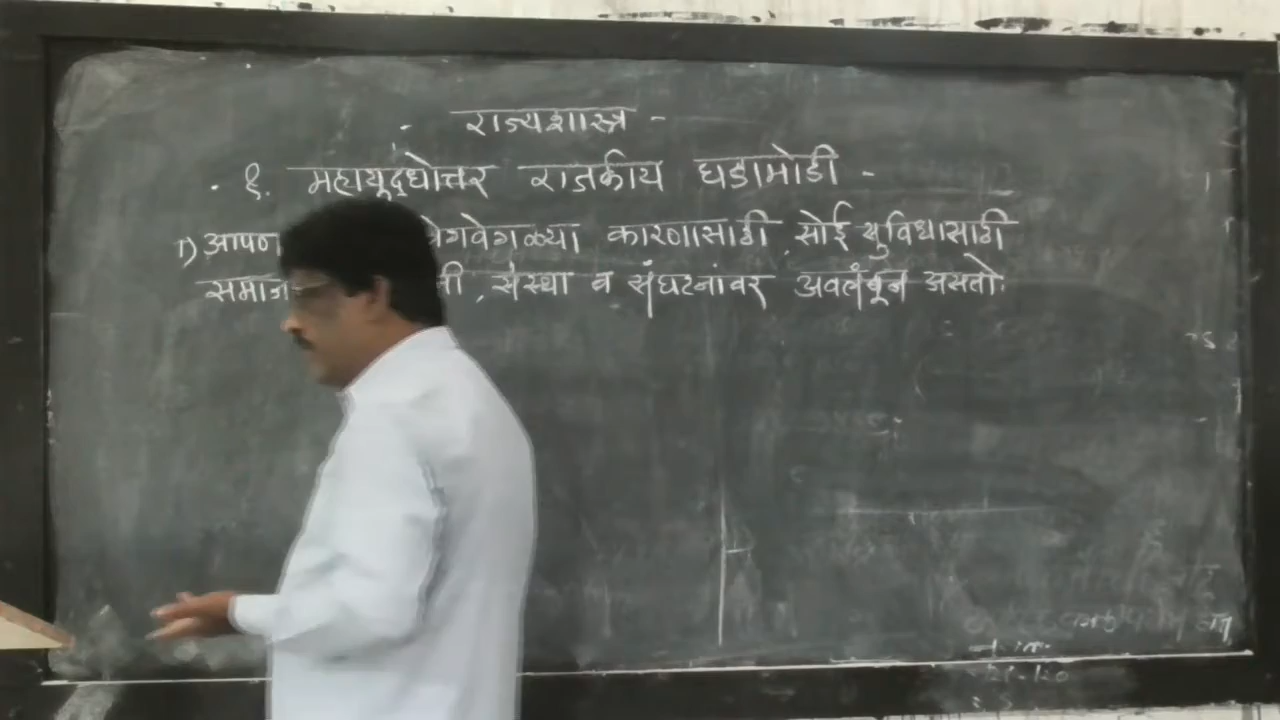 राज्यशास्त्र -
१. महायुद्धोत्तर राजकीय घडामोडी -
१) आपण वेगवेगळ्या कारणासाठी, सोई सुविधासाठी
समाज , संस्था व संघटनांवर अवलंबून असतो.